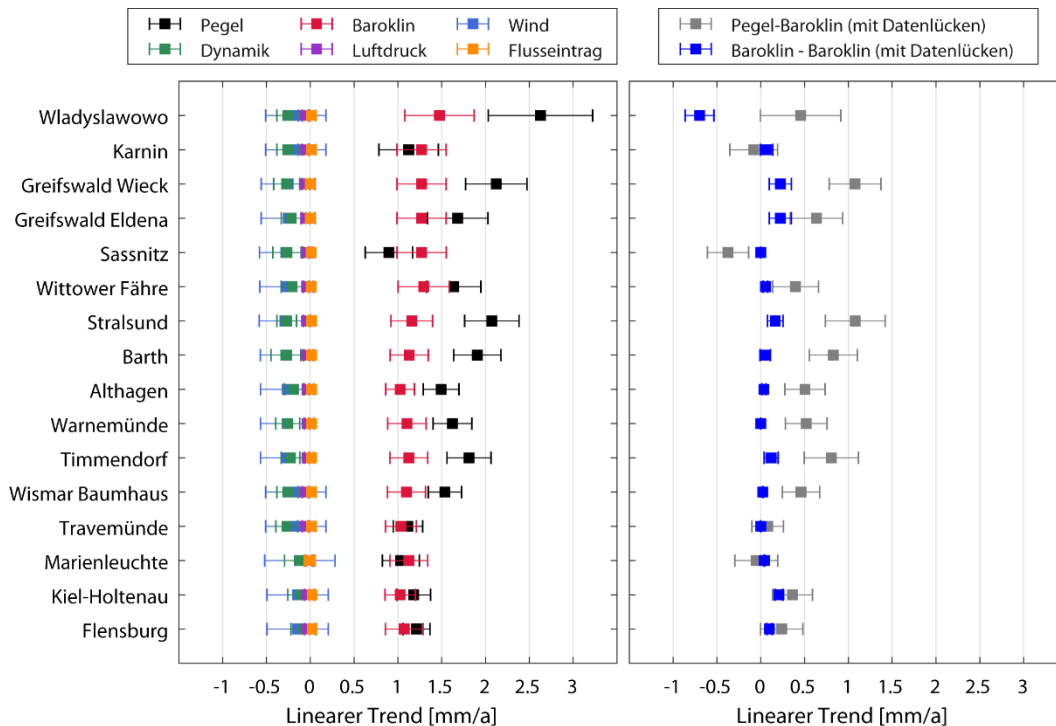 Pegel Baroklin Wind
Dynamik Luftdruck Flusseintrag
Pegel-Baroklin (mit Datenlücken)
Baroklin - Baroklin (mit Datenlücken)
Wladyslawowo
Karnin
Greifswald Wieck
Greifswald Eldena
Sassnitz
Wittower Fähre
Stralsund
Barth
Althagen
Warnemünde
Timmendorf
Wismar Baumhaus
Travemünde
Marienleuchte
Kiel-Holtenau
Flensburg
-1 -0.5 0 0.5 1 1.5 2 2.5 3
Linearer Trend [mm/a]
-1 -0.5 0 0.5 1 1.5 2 2.5 3
Linearer Trend [mm/a]